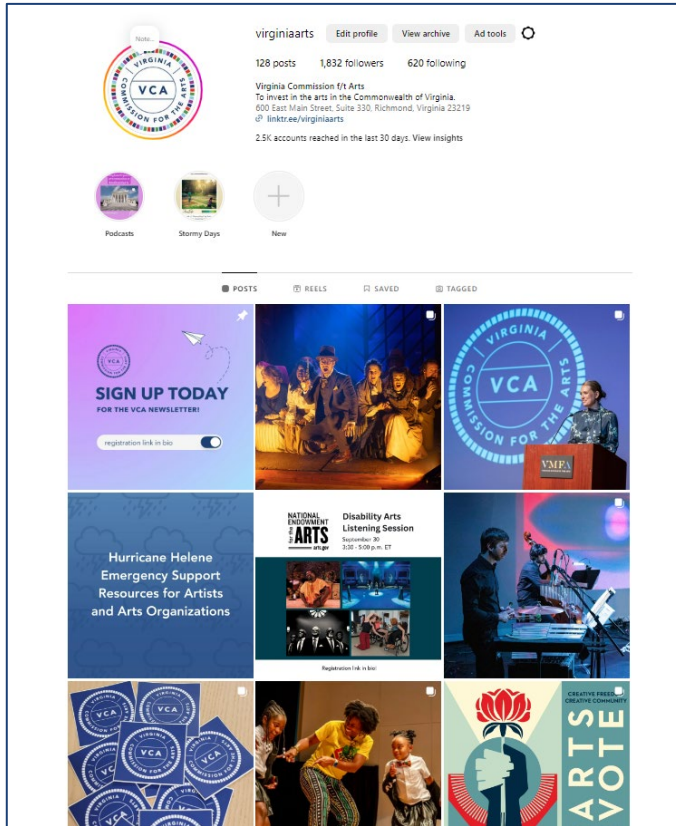 Note...
virginiaarts Edit profile View archive Ad tools
128 posts 1,832 followers 620 following
Virginia Commission f/t Arts
To invest in the arts in the Commonwealth of Virginia.
600 East Main Street, Suite 330, Richmond, Virginia 23219
linktr.ee/virginiaarts
2.5K accounts reached in the last 30 days. View insights
VIRGINIA
VCA
COMMISSION FOR THE ARTS
Podcasts Stormy Days New
POSTS REELS SAVED TAGGED
VCA
SIGN UP TODAY
FOR THE VCA NEWSLETTER!
registration link in bio
VIRGINIA
VCA
COMMISSION FOR THE ARTS
VMFA
Hurricane Helene
Emergency Support
Resources for Artists
and Arts Organizations
NATIONAL
ENDOWMENT
for the
ARTS
arts.gov
Disability Arts
Listening Session
September 30
3:30 - 5:00 p.m. ET
Registration link in bio!
VIRGINIA
VCA
COMMISSION FOR THE ARTS
CREATIVE FREED
CREATIVE COMMUNITY
ARTS
VOTE